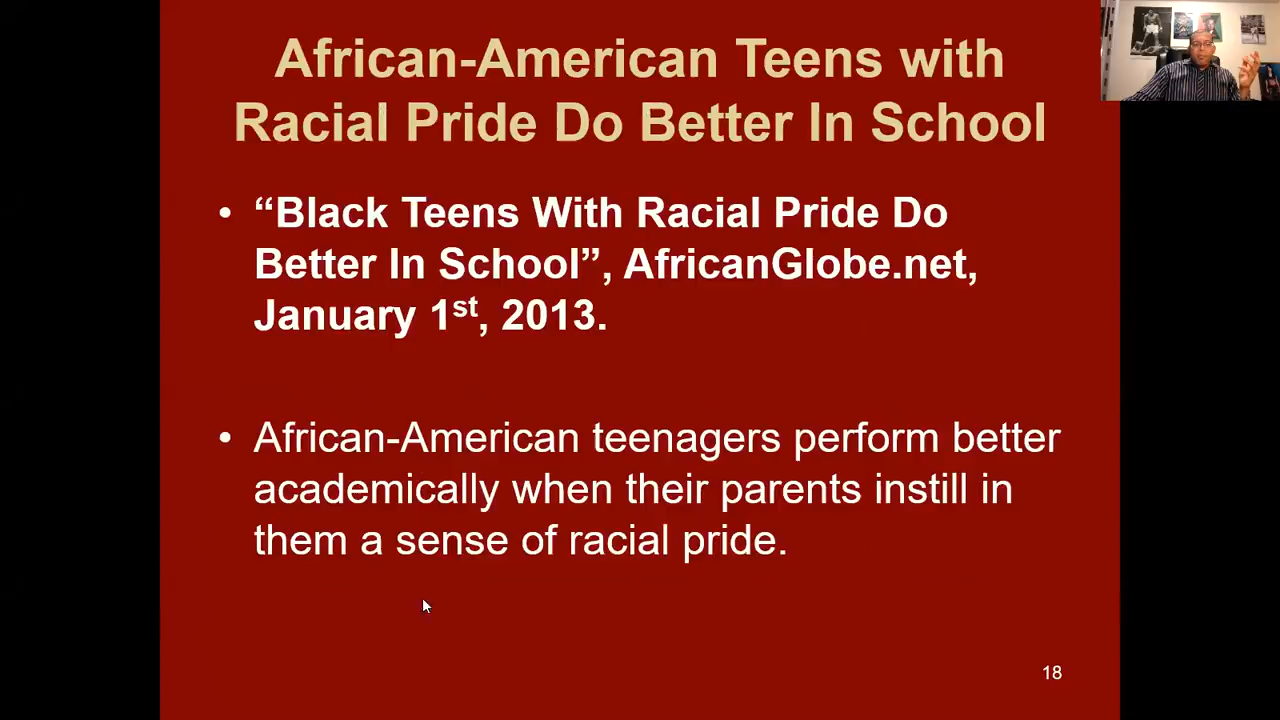 African-American Teens with
Racial Pride Do Better In School
• “Black Teens With Racial Pride Do
Better In School”, AfricanGlobe.net,
January 1st, 2013.
• African-American teenagers perform better
academically when their parents instill in
them a sense of racial pride.
18